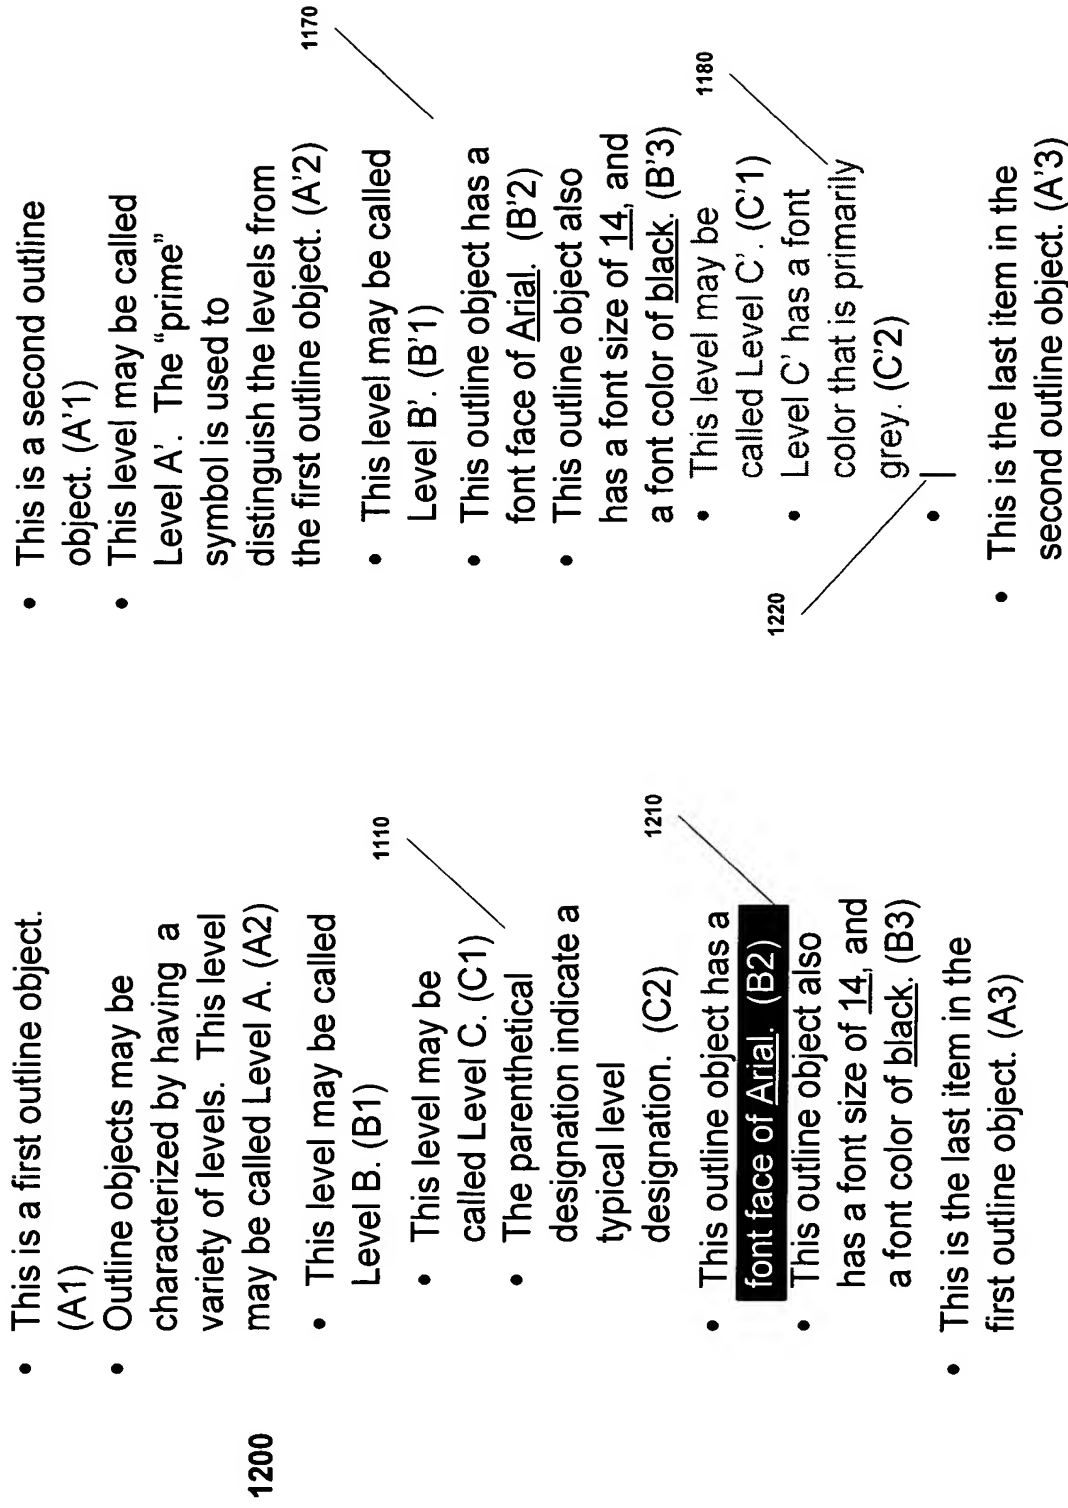 1200
• This is a first outline object.
(A1)
• Outline objects may be
characterized by having a
variety of levels. This level
may be called Level A. (A2)
• This level may be called
Level B. (B1)
1110
• This level may be
called Level C. (C1)
• The parenthetical
designation indicate a
typical level
designation. (C2)
1210
• This outline object has a
font face of Arial. (B2)
• This outline object also
has a font size of 14, and
a font color of black. (B3)
• This is the last item in the
first outline object. (A3)
• This is a second outline
object. (A'1)
• This level may be called
Level A'. The "prime"
symbol is used to
distinguish the levels from
the first outline object. (A'2)
1170
• This level may be called
Level B'. (B'1)
• This outline object has a
font face of Arial. (B'2)
• This outline object also
has a font size of 14, and
a font color of black. (B'3)
1180
• This level may be
called Level C'. (C'1)
• Level C' has a font
color that is primarily
grey. (C'2)
•
1220
• This is the last item in the
second outline object. (A'3)